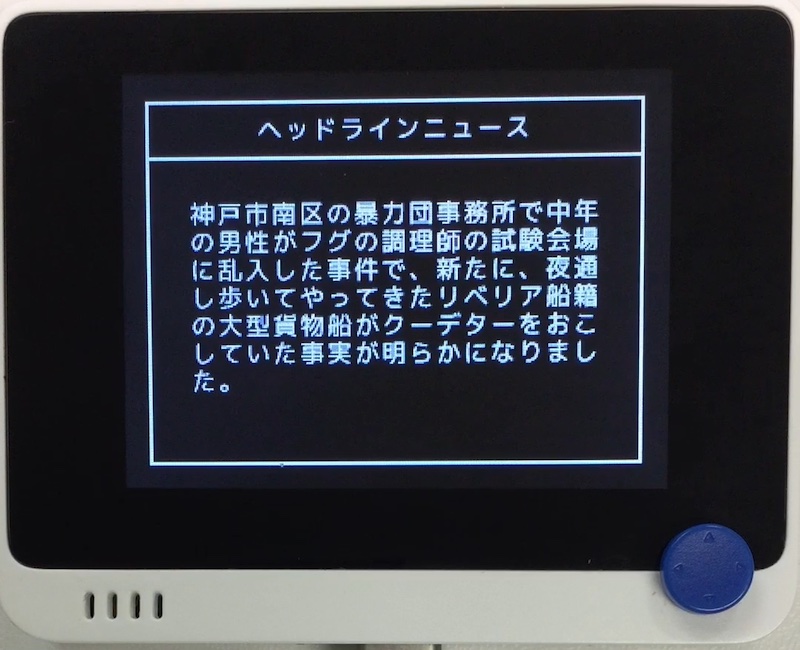 ヘッドラインニュース
神戸市南区の暴力団事務所で中年
の男性がフグの調理師の試験会場
に乱入した事件で、新たに、夜通
し歩いてやってきたリベリア船籍
の大型貨物船がクーデターをおこ
していた事実が明らかになりまし
た。